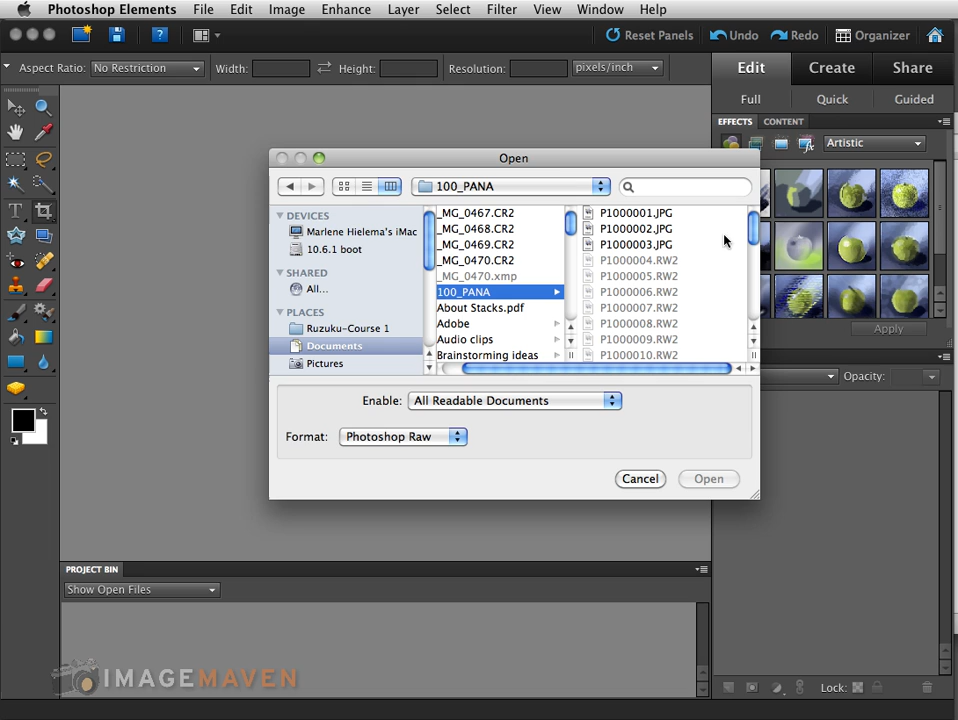 Photoshop Elements File Edit Image Enhance Layer Select Filter View Window Help
? Reset Panels Undo Redo Organizer
Aspect Ratio: No Restriction Width: Height: Resolution: pixels/inch
Edit Create Share
Full Quick Guided
EFFECTS CONTENT
Artistic
Apply
Opacity:
Open
100_PANA
DEVICES
Marlene Hielema's iMac
10.6.1 boot
SHARED
All...
PLACES
Ruzuku-Course 1
Documents
Pictures
_MG_0467.CR2
_MG_0468.CR2
_MG_0469.CR2
_MG_0470.CR2
_MG_0470.xmp
100_PANA
About Stacks.pdf
Adobe
Audio clips
Brainstorming ideas
P1000001.JPG
P1000002.JPG
P1000003.JPG
P1000004.RW2
P1000005.RW2
P1000006.RW2
P1000007.RW2
P1000008.RW2
P1000009.RW2
P1000010.RW2
Enable: All Readable Documents
Format: Photoshop Raw
Cancel Open
PROJECT BIN
Show Open Files
IMAGEMAVEN
Lock: